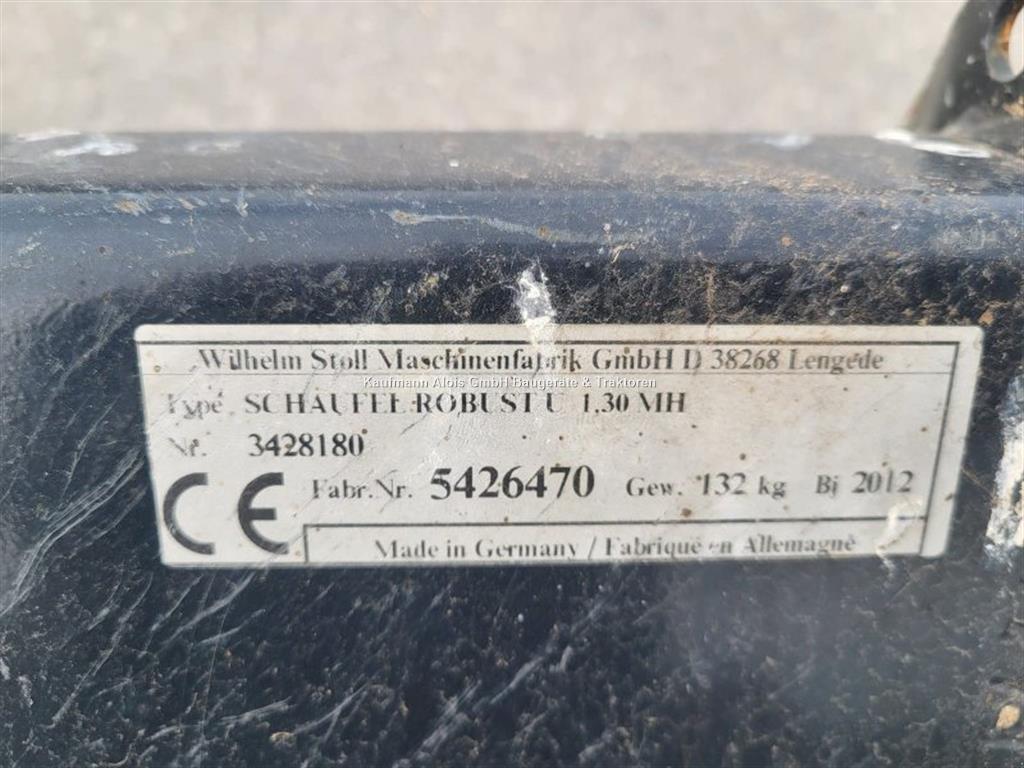 Wilhelm Stoll Maschinenfabrik GmbH D 38268 Lengede
Kaufmann Alois GmbH Baugeräte & Traktoren
Type SCHAUFEL ROBUST U 1,30 MH
Nr. 3428180
CE Fabr.Nr. 5426470 Gew. 132 kg Bj 2012
Made in Germany / Fabriqué en Allemagne